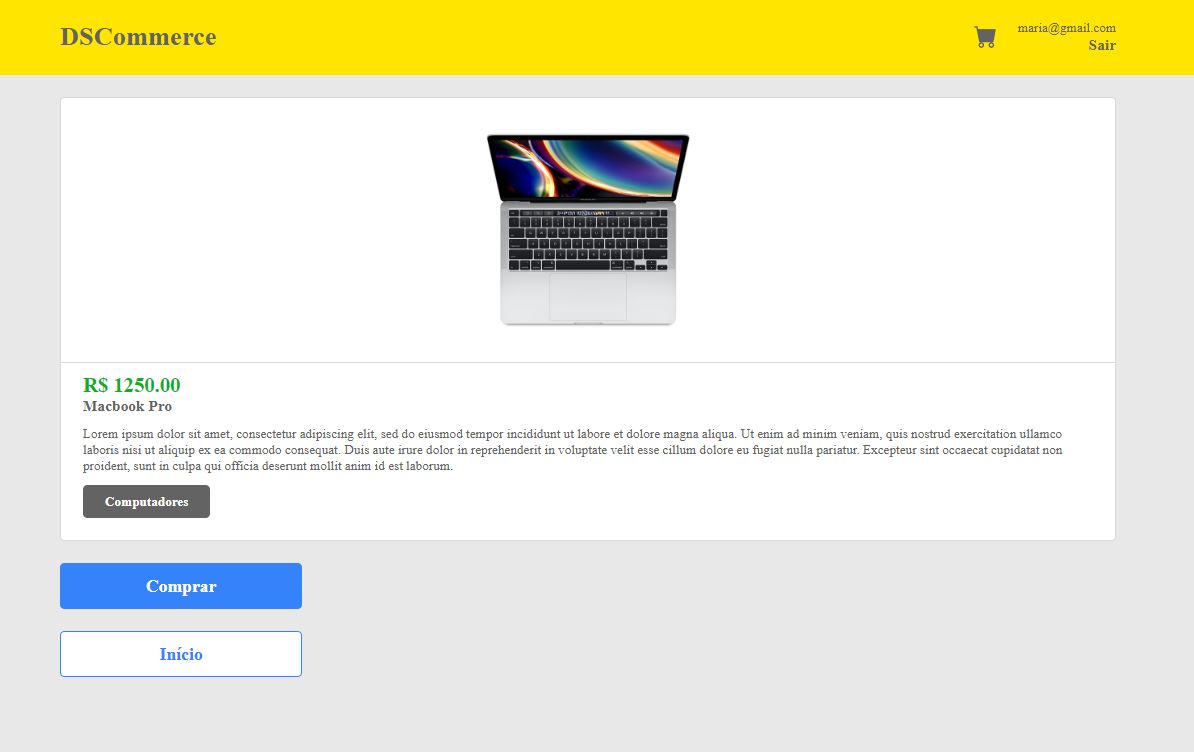 DSCommerce
maria@gmail.com
Sair
R$ 1250.00
Macbook Pro
Lorem ipsum dolor sit amet, consectetur adipiscing elit, sed do eiusmod tempor incididunt ut labore et dolore magna aliqua. Ut enim ad minim veniam, quis nostrud exercitation ullamco
laboris nisi ut aliquip ex ea commodo consequat. Duis aute irure dolor in reprehenderit in voluptate velit esse cillum dolore eu fugiat nulla pariatur. Excepteur sint occaecat cupidatat non
proident, sunt in culpa qui officia deserunt mollit anim id est laborum.
Computadores
Comprar
Início